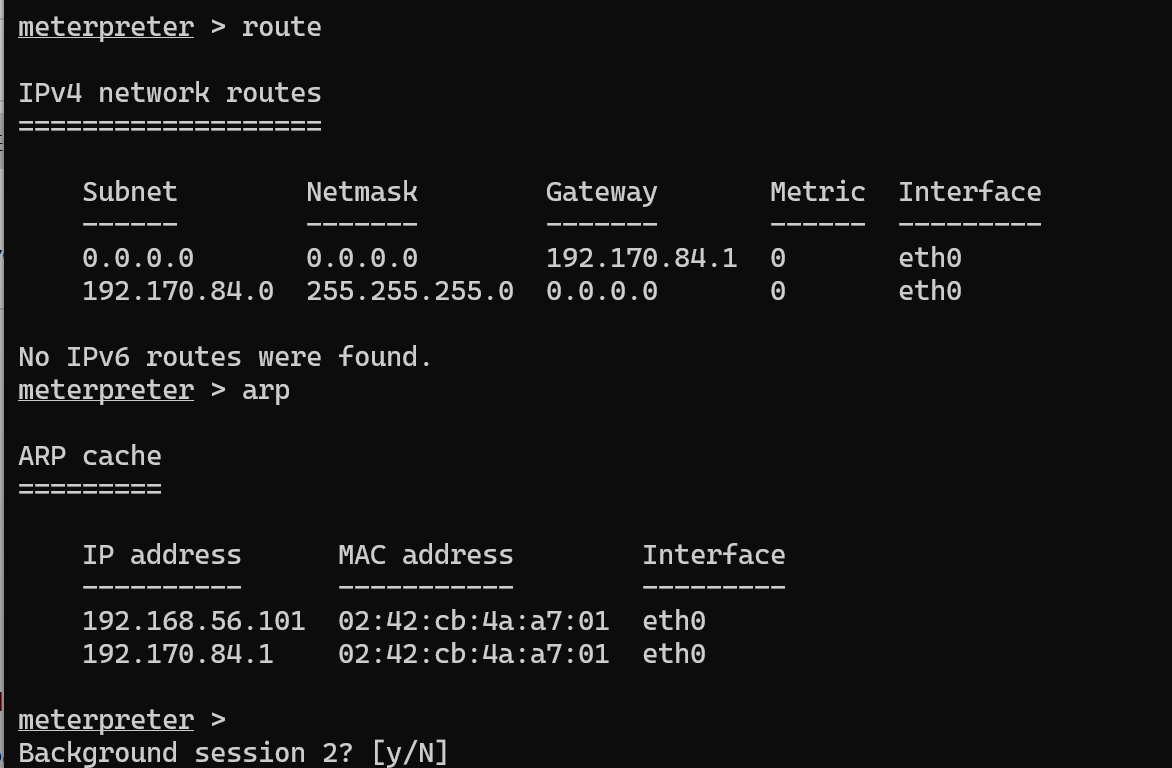 meterpreter > route
IPv4 network routes
===================
Subnet Netmask Gateway Metric Interface
------ ------- ------- ------ ---------
0.0.0.0 0.0.0.0 192.170.84.1 0 eth0
192.170.84.0 255.255.255.0 0.0.0.0 0 eth0
No IPv6 routes were found.
meterpreter > arp
ARP cache
=========
IP address MAC address Interface
---------- ----------- ---------
192.168.56.101 02:42:cb:4a:a7:01 eth0
192.170.84.1 02:42:cb:4a:a7:01 eth0
meterpreter >
Background session 2? [y/N]